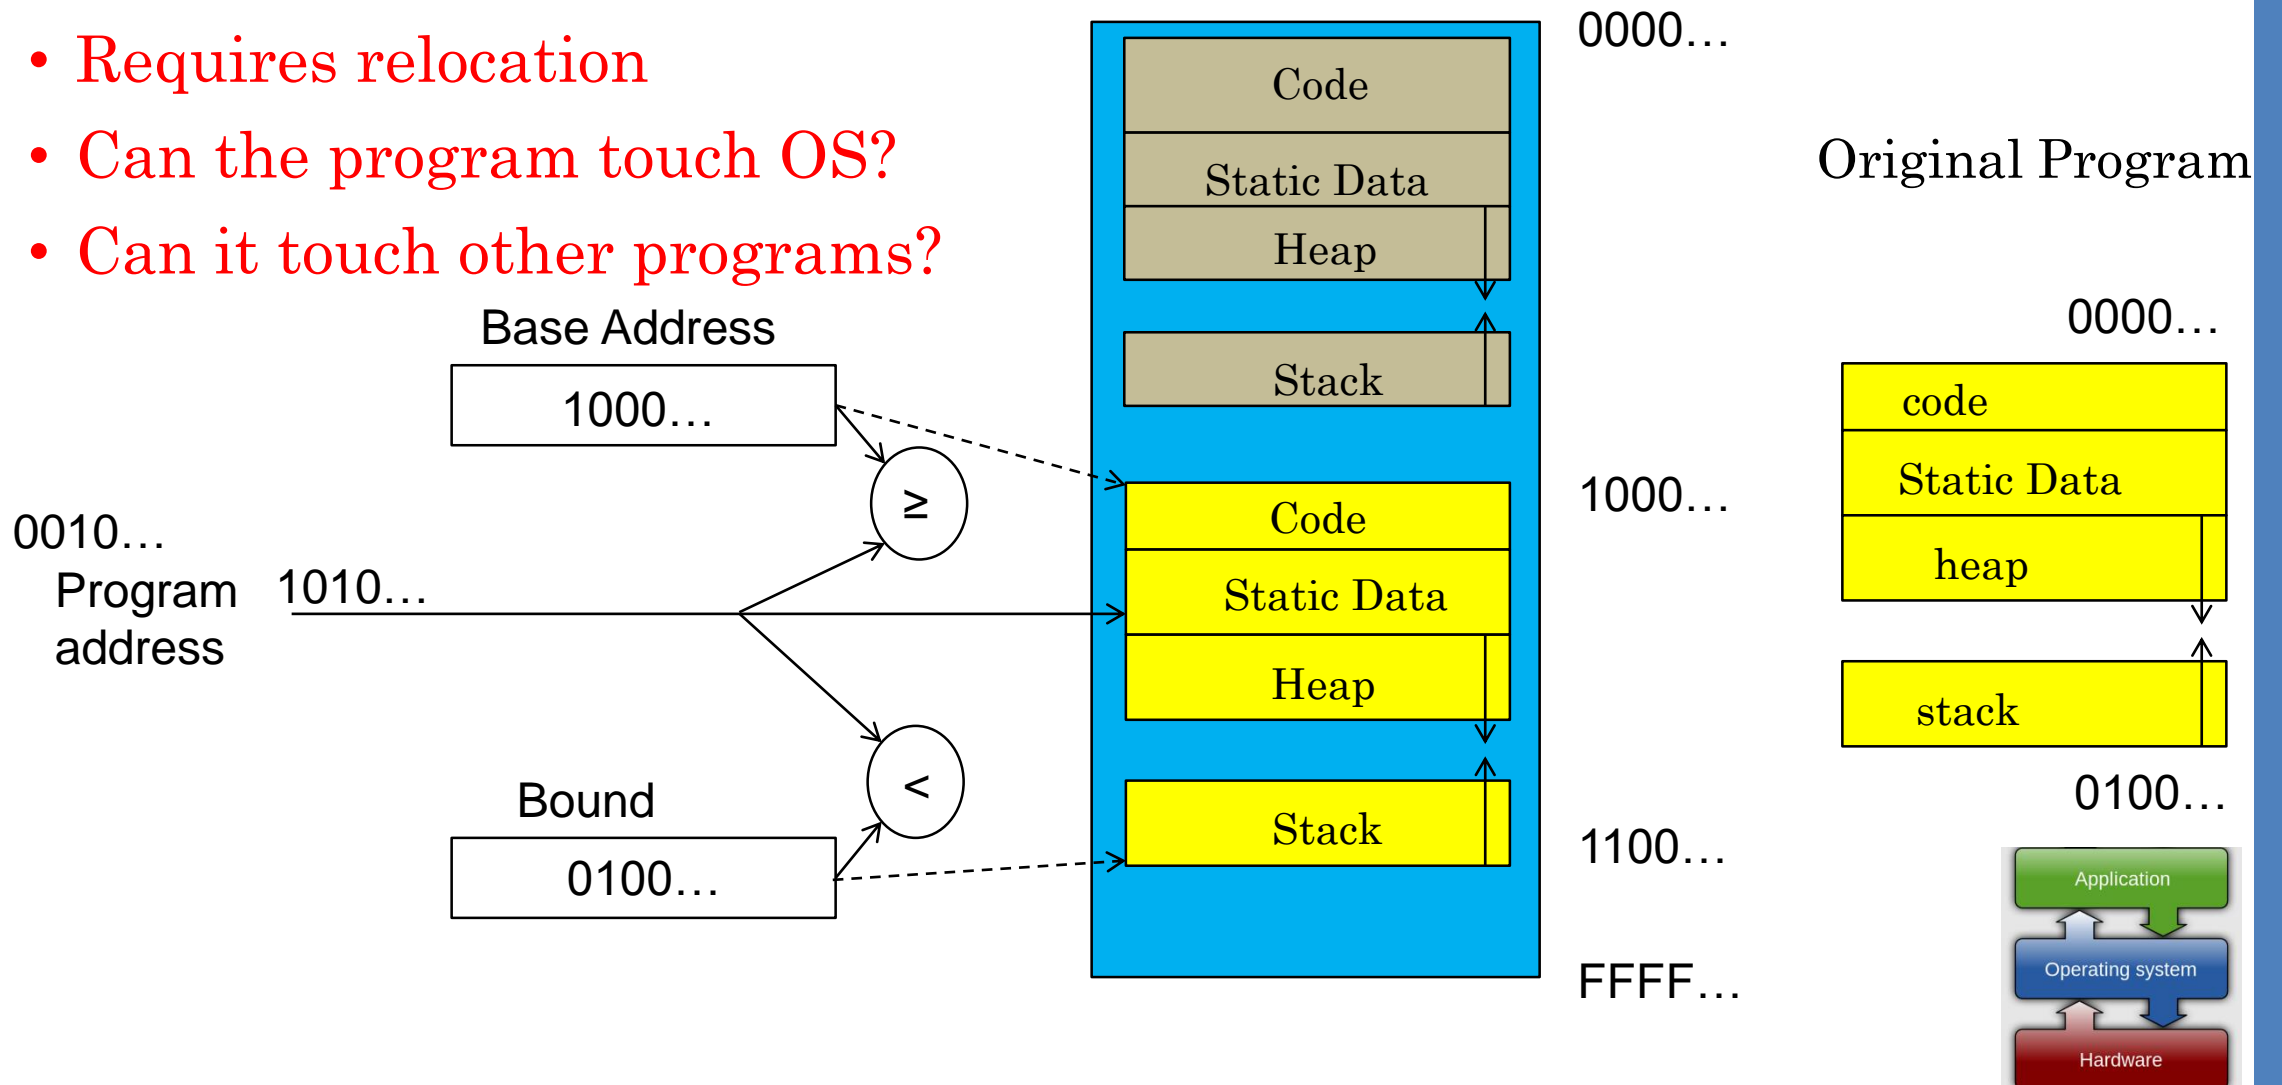 • Requires relocation
• Can the program touch OS?
• Can it touch other programs?
Base Address
1000…
0010…
Program
address
1010…
≥
<
Bound
0100…
Code
Static Data
Heap
Stack
Code
Static Data
Heap
Stack
0000…
1000…
1100…
FFFF…
Original Program
0000…
code
Static Data
heap
stack
0100…
Application
Operating system
Hardware